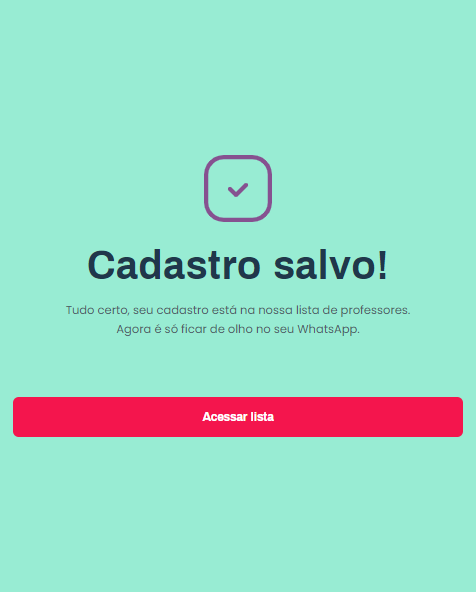 Cadastro salvo!
Tudo certo, seu cadastro está na nossa lista de professores.
Agora é só ficar de olho no seu WhatsApp.
Acessar lista